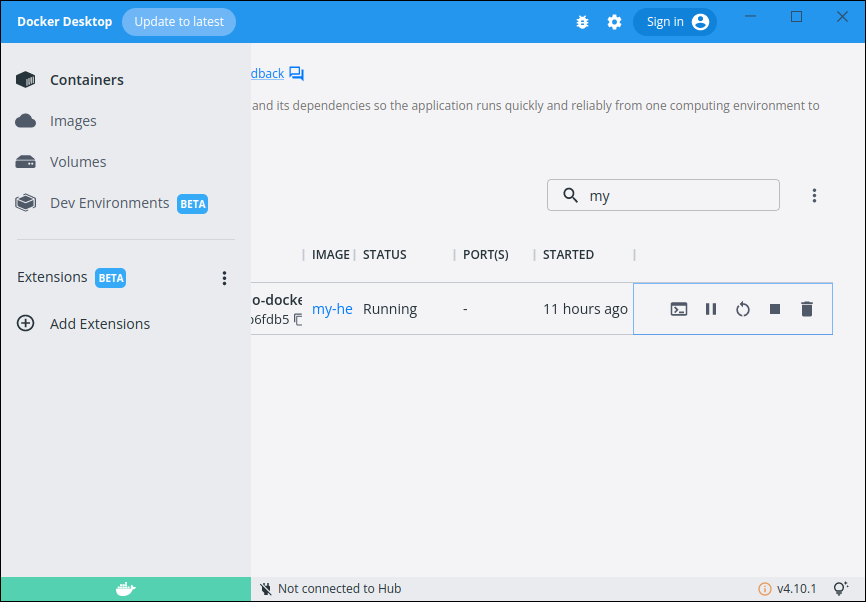 Docker Desktop Update to latest Sign in
Containers
dback
Images
and its dependencies so the application runs quickly and reliably from one computing environment to
Volumes
Dev Environments BETA
my
IMAGE STATUS PORT(S) STARTED
Extensions BETA
o-docke
my-he Running - 11 hours ago
6fdb5
Add Extensions
Not connected to Hub v4.10.1